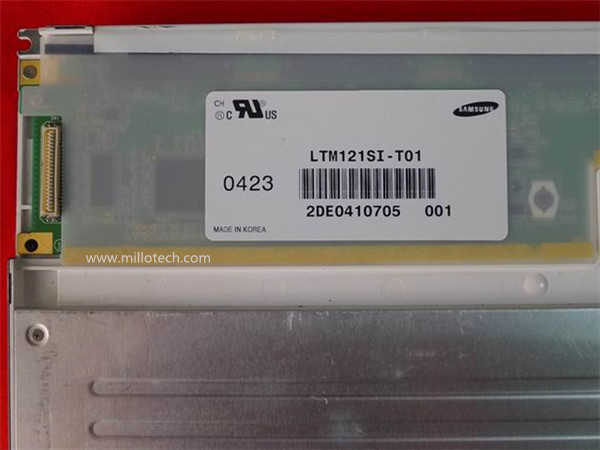 CH
C US
SAMSUNG
LTM121SI-T01
0423
2DE0410705 001
MADE IN KOREA
www.millotech.com